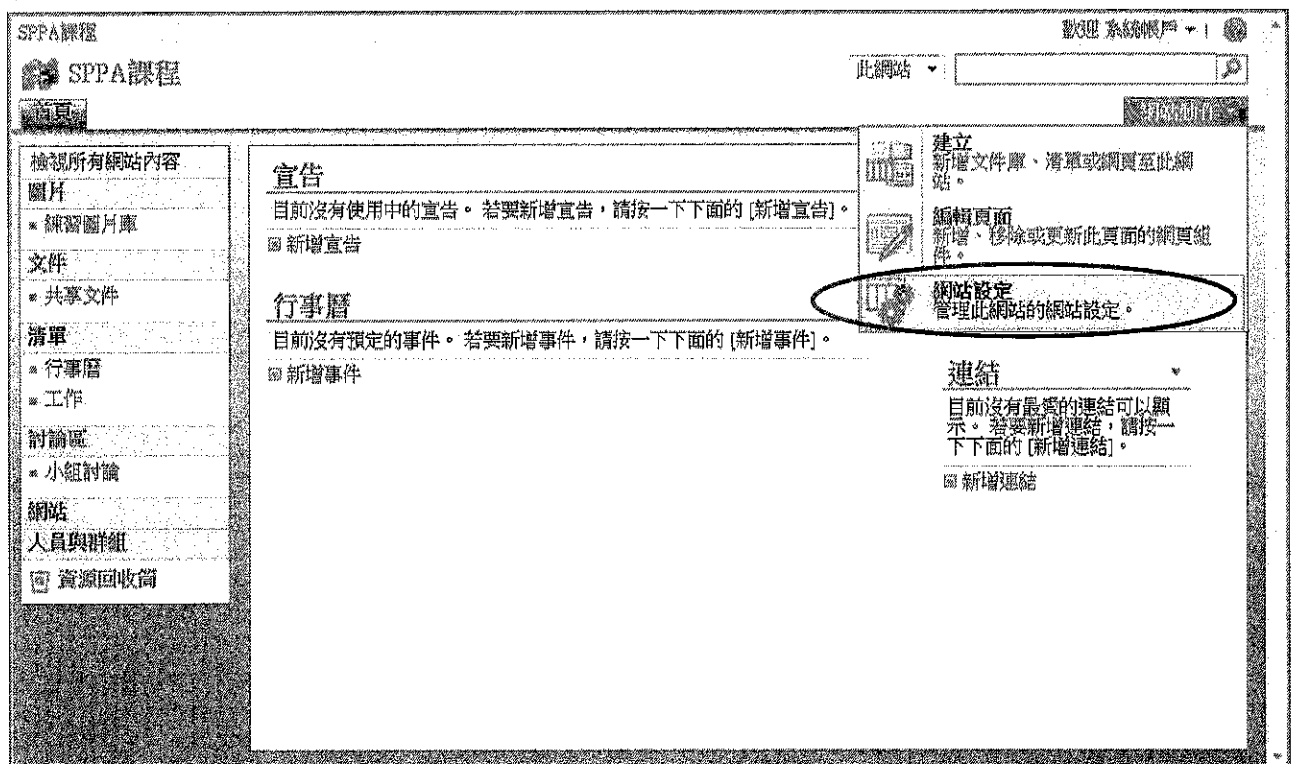 SPPA課程
歡迎 系統帳戶
SPPA課程
此網站
首頁
網站動作
建立
新增文件庫、清單或網頁至此網
站。
編輯頁面
新增、移除或更新此頁面的網頁組
件。
網站設定
管理此網站的網站設定。
檢視所有網站內容
圖片
練習圖片庫
文件
共享文件
清單
行事曆
工作
討論區
小組討論
網站
人員與群組
資源回收筒
宣告
目前沒有使用中的宣告。若要新增宣告，請按一下下面的 [新增宣告]。
新增宣告
行事曆
目前沒有預定的事件。若要新增事件，請按一下下面的 [新增事件]。
新增事件
連結
目前沒有最愛的連結可以顯
示。若要新增連結，請按一
下下面的 [新增連結]。
新增連結